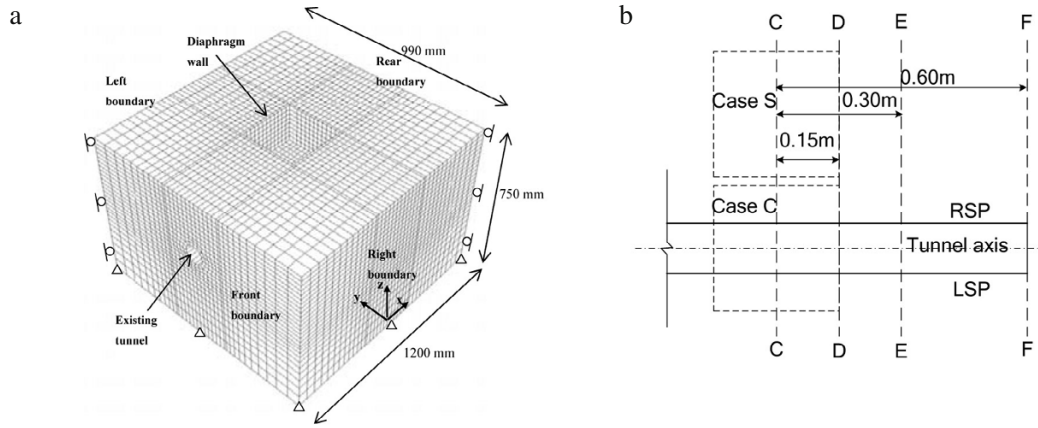 a
Diaphragm
wall
990 mm
Rear
boundary
Left
boundary
750 mm
Right
boundary
z
y
x
Front
boundary
Existing
tunnel
1200 mm
b
C
D
E
F
0.60m
Case S
0.30m
0.15m
Case C
RSP
Tunnel axis
LSP
C
D
E
F